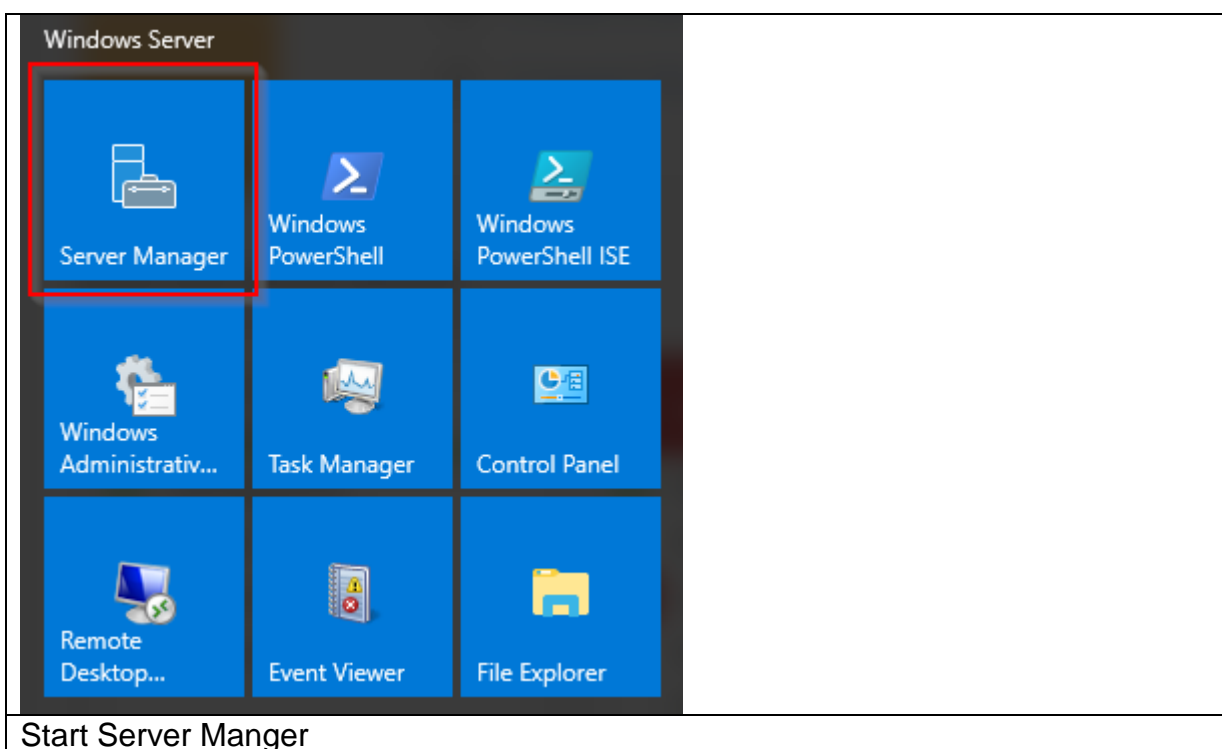 Windows Server
Server Manager
Windows
PowerShell
Windows
PowerShell ISE
Windows
Administrativ...
Task Manager
Control Panel
Remote
Desktop...
Event Viewer
File Explorer
Start Server Manger